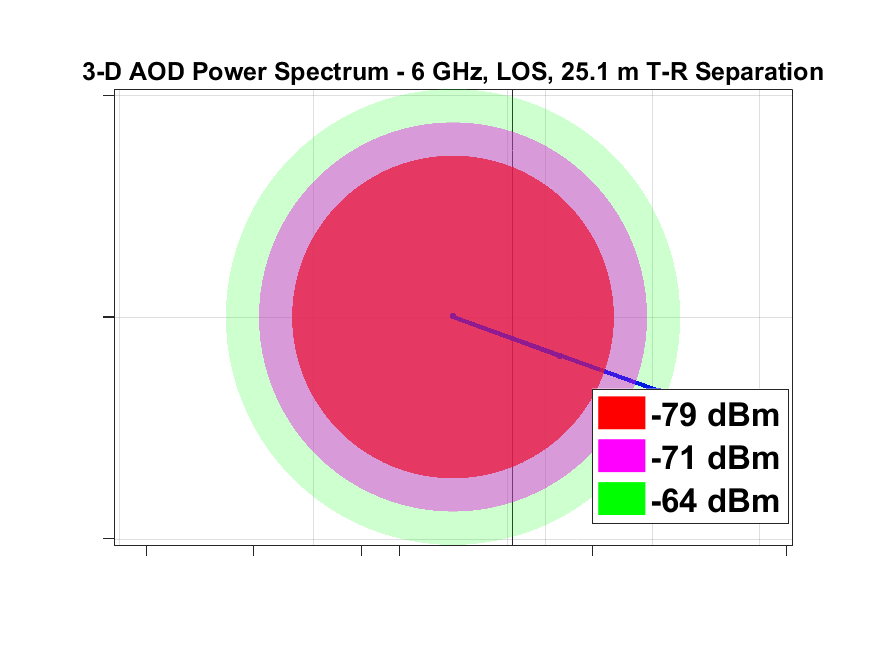 3-D AOD Power Spectrum - 6 GHz, LOS, 25.1 m T-R Separation
-79 dBm
-71 dBm
-64 dBm